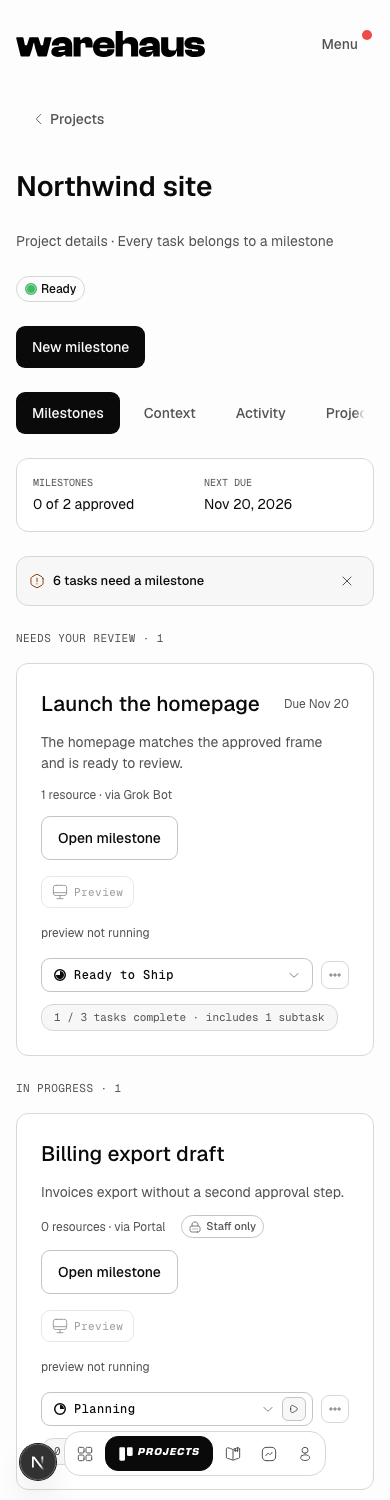 warehaus
Menu
Projects
Northwind site
Project details · Every task belongs to a milestone
Ready
New milestone
Milestones Context Activity Projec
MILESTONES NEXT DUE
0 of 2 approved Nov 20, 2026
6 tasks need a milestone
NEEDS YOUR REVIEW · 1
Launch the homepage Due Nov 20
The homepage matches the approved frame
and is ready to review.
1 resource · via Grok Bot
Open milestone
Preview
preview not running
Ready to Ship
1 / 3 tasks complete · includes 1 subtask
IN PROGRESS · 1
Billing export draft
Invoices export without a second approval step.
0 resources · via Portal Staff only
Open milestone
Preview
preview not running
Planning
N PROJECTS